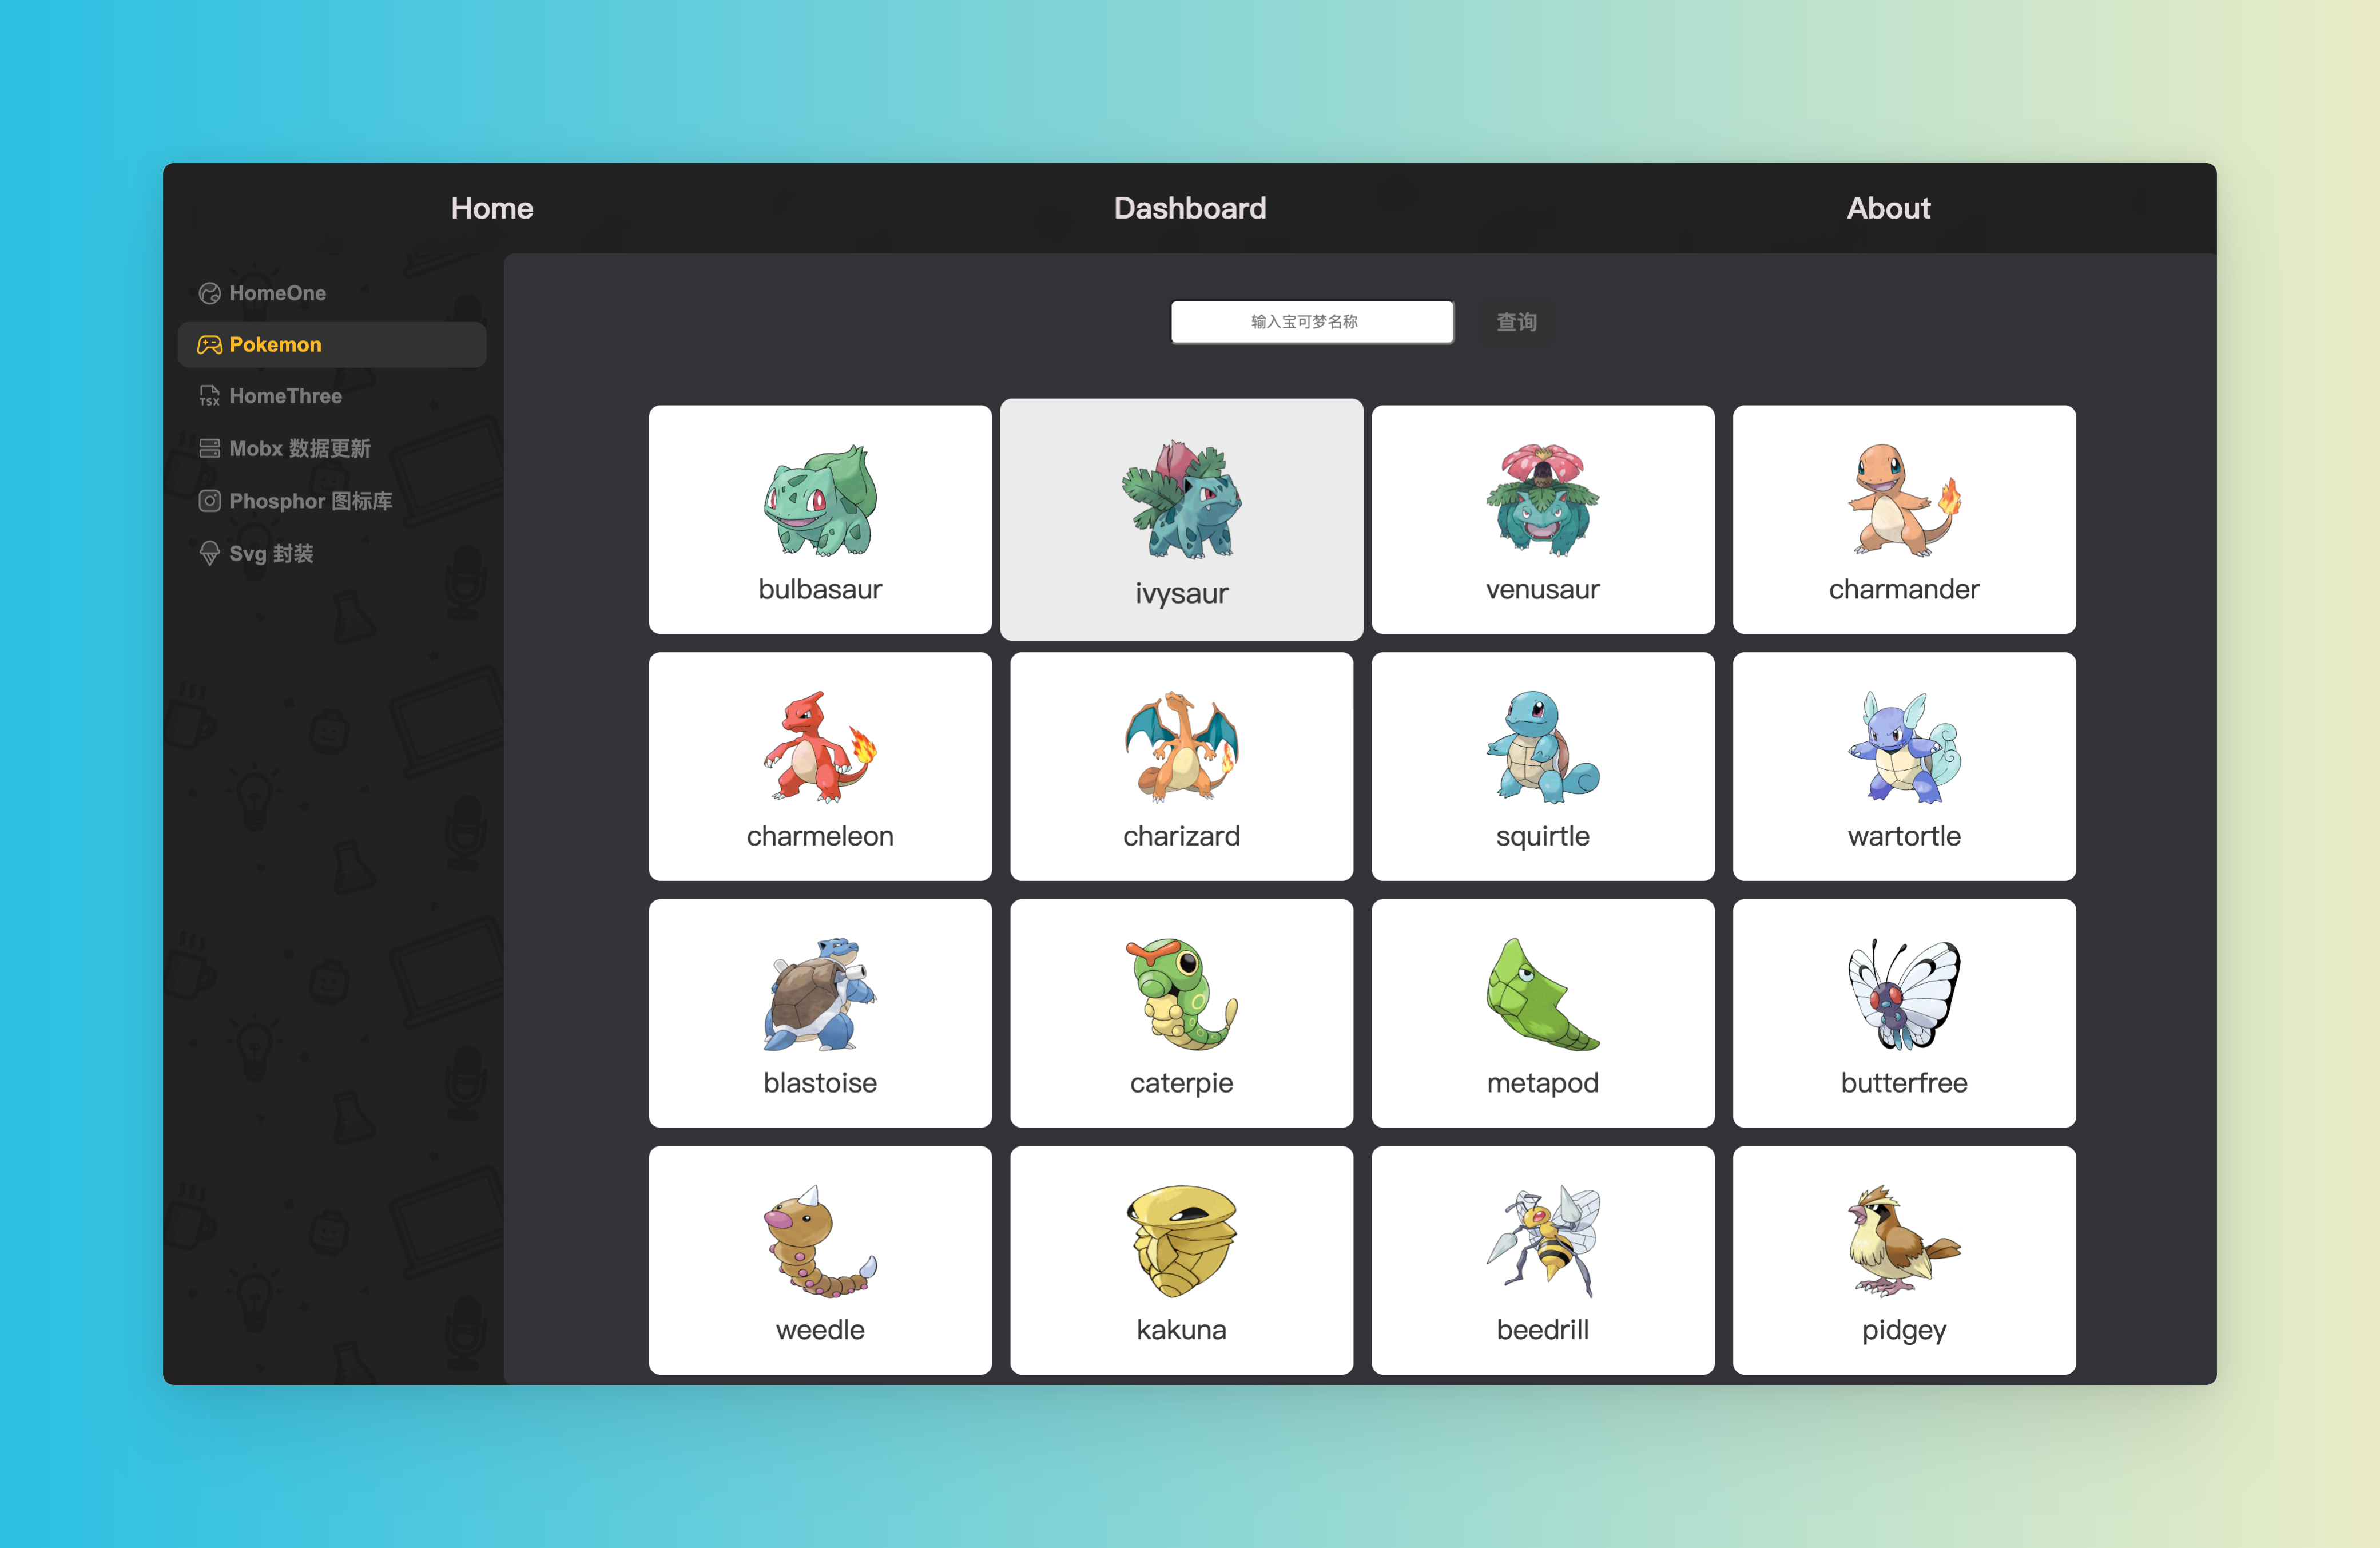 Home
Dashboard
About
HomeOne
Pokemon
TSX HomeThree
Mobx 数据更新
Phosphor 图标库
Svg 封装
输入宝可梦名称
查询
bulbasaur
ivysaur
venusaur
charmander
charmeleon
charizard
squirtle
wartortle
blastoise
caterpie
metapod
butterfree
weedle
kakuna
beedrill
pidgey